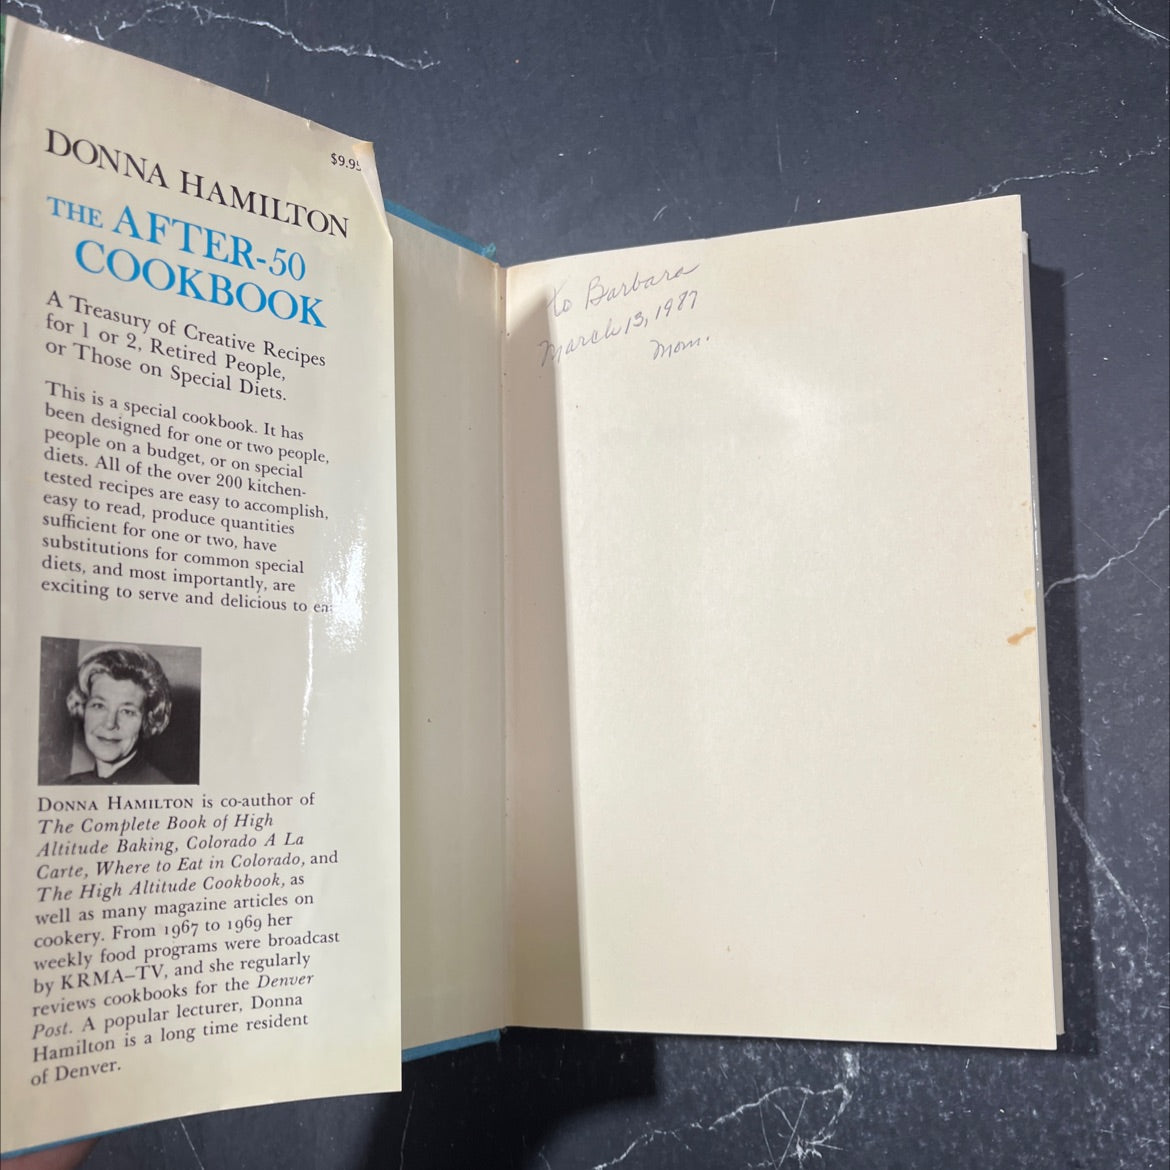 $9.95
DONNA HAMILTON
THE AFTER-50
COOKBOOK
A Treasury of Creative Recipes
for 1 or 2, Retired People,
or Those on Special Diets.
This is a special cookbook. It has
been designed for one or two people,
people on a budget, or on special
diets. All of the over 200 kitchen-
tested recipes are easy to accomplish,
easy to read, produce quantities
sufficient for one or two, have
substitutions for common special
diets, and most importantly, are
exciting to serve and delicious to ea
DONNA HAMILTON is co-author of
The Complete Book of High
Altitude Baking, Colorado A La
Carte, Where to Eat in Colorado, and
The High Altitude Cookbook, as
well as many magazine articles on
cookery. From 1967 to 1969 her
weekly food programs were broadcast
by KRMA–TV, and she regularly
reviews cookbooks for the Denver
Post. A popular lecturer, Donna
Hamilton is a long time resident
of Denver.
to Barbara
March 13, 1987
Mom.